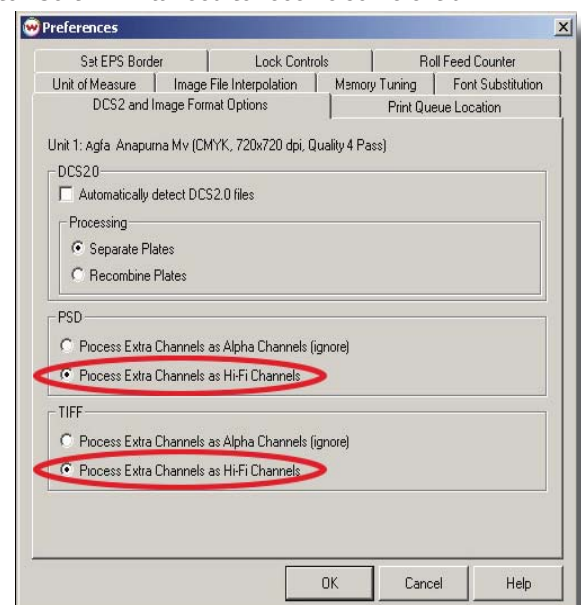 Preferences
Set EPS Border Lock Controls Roll Feed Counter
Unit of Measure Image File Interpolation Memory Tuning Font Substitution
DCS2 and Image Format Options Print Queue Location
Unit 1: Agfa Anapurna Mv (CMYK, 720x720 dpi, Quality 4 Pass)
DCS2.0
Automatically detect DCS2.0 files
Processing
Separate Plates
Recombine Plates
PSD
Process Extra Channels as Alpha Channels (ignore)
Process Extra Channels as Hi-Fi Channels
TIFF
Process Extra Channels as Alpha Channels (ignore)
Process Extra Channels as Hi-Fi Channels
OK Cancel Help